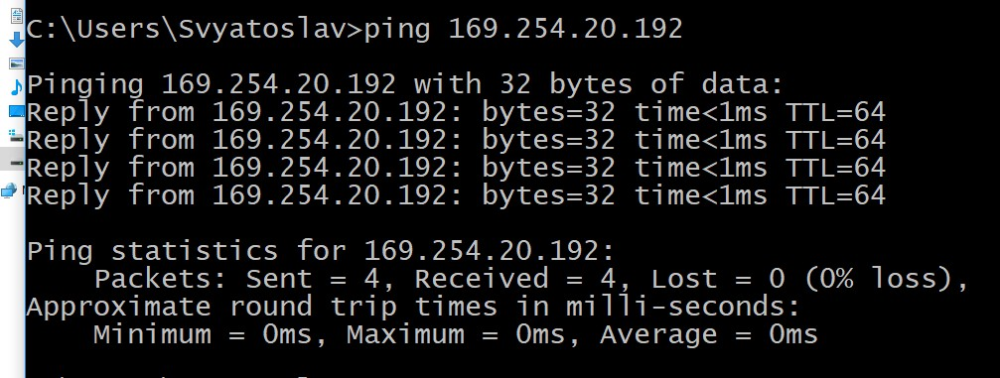 C:\Users\Svyatoslav>ping 169.254.20.192
Pinging 169.254.20.192 with 32 bytes of data:
Reply from 169.254.20.192: bytes=32 time<1ms TTL=64
Reply from 169.254.20.192: bytes=32 time<1ms TTL=64
Reply from 169.254.20.192: bytes=32 time<1ms TTL=64
Reply from 169.254.20.192: bytes=32 time<1ms TTL=64
Ping statistics for 169.254.20.192:
Packets: Sent = 4, Received = 4, Lost = 0 (0% loss),
Approximate round trip times in milli-seconds:
Minimum = 0ms, Maximum = 0ms, Average = 0ms